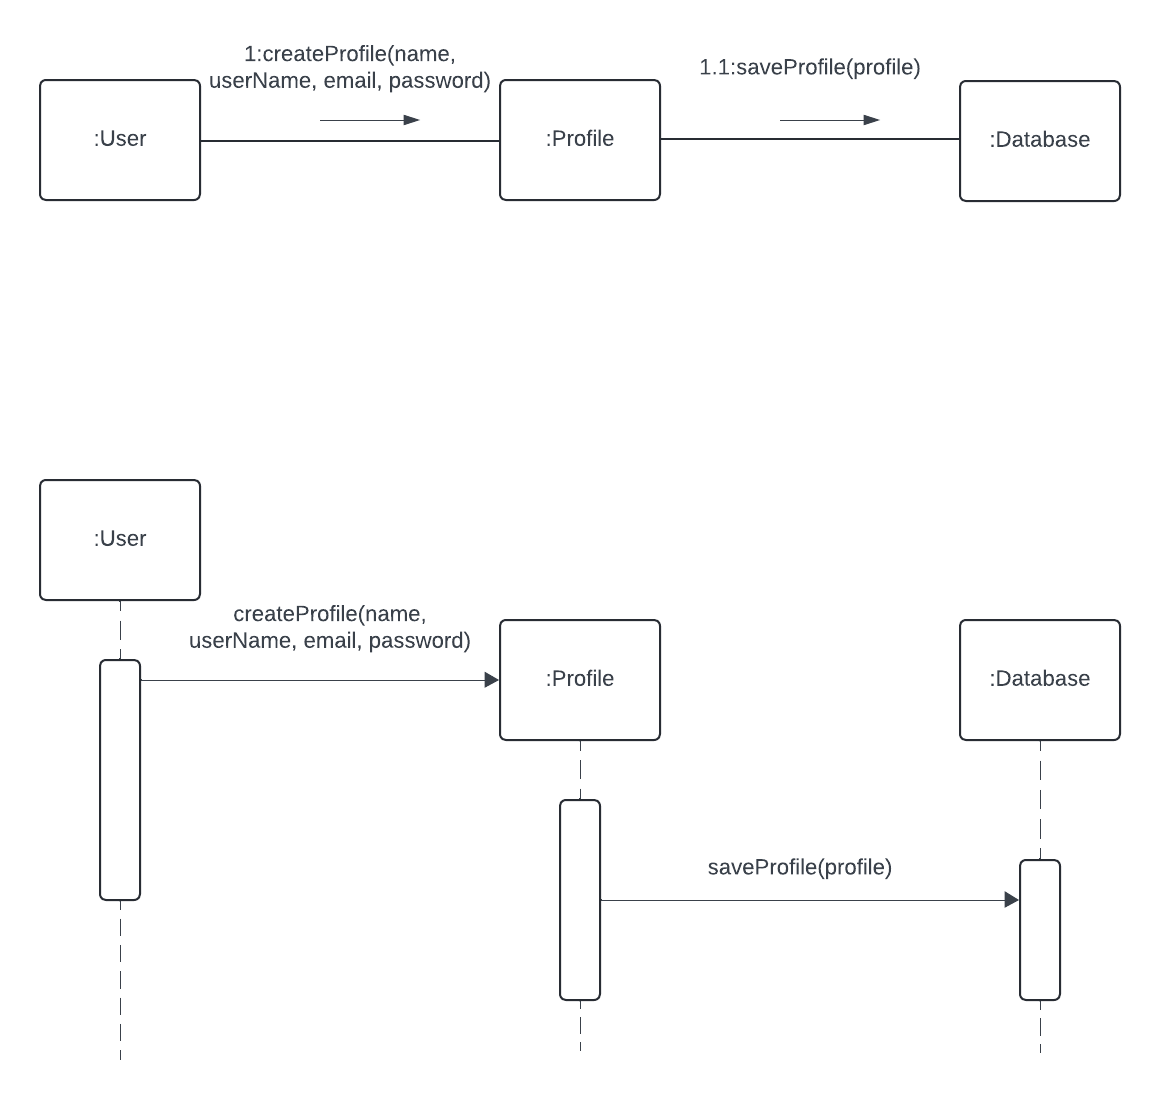 1:createProfile(name,
userName, email, password)
1.1:saveProfile(profile)
:User
:Profile
:Database
:User
createProfile(name,
userName, email, password)
:Profile
:Database
saveProfile(profile)